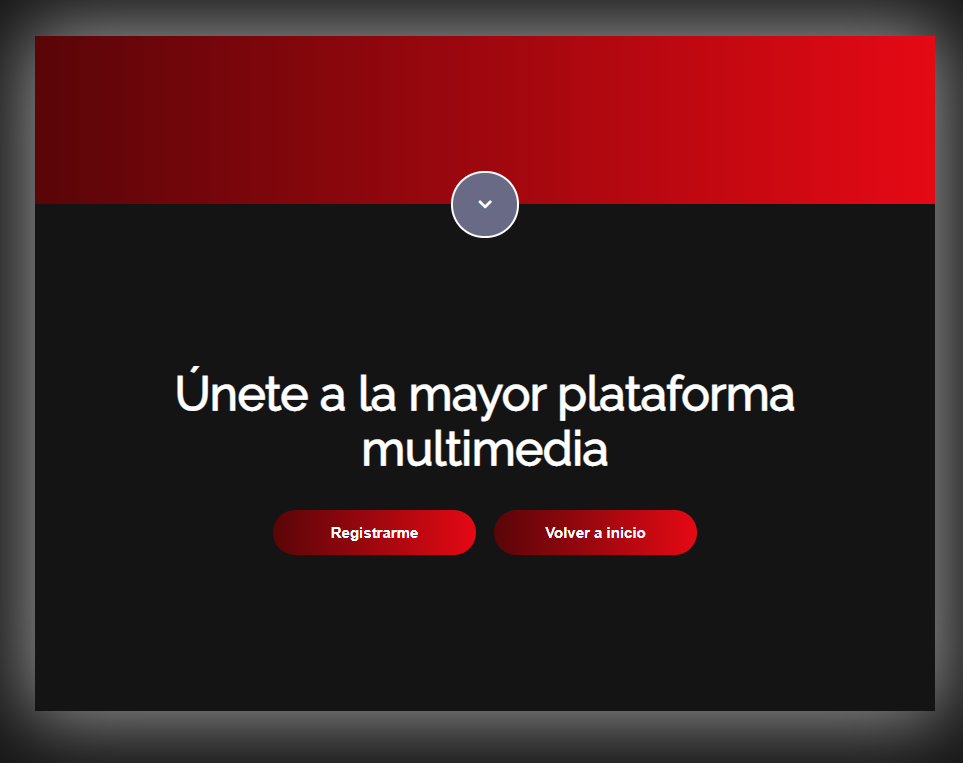 Únete a la mayor plataforma
multimedia
Registrarme
Volver a inicio